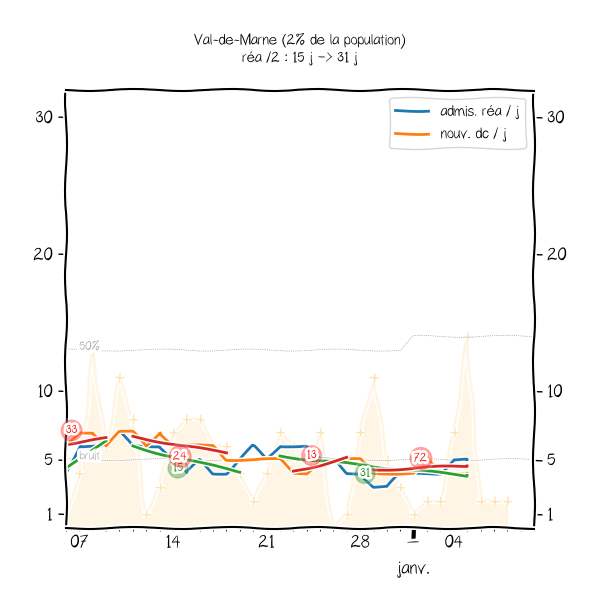 Val-de-Marne (2% de la population)
réa /2 : 15 j -> 31 j
admis. réa / j
nouv. dc / j
30 30
20 20
50%
10 10
33
24
13
72
15
31
5 bruit 5
1 1
07 14 21 28 04
janv.